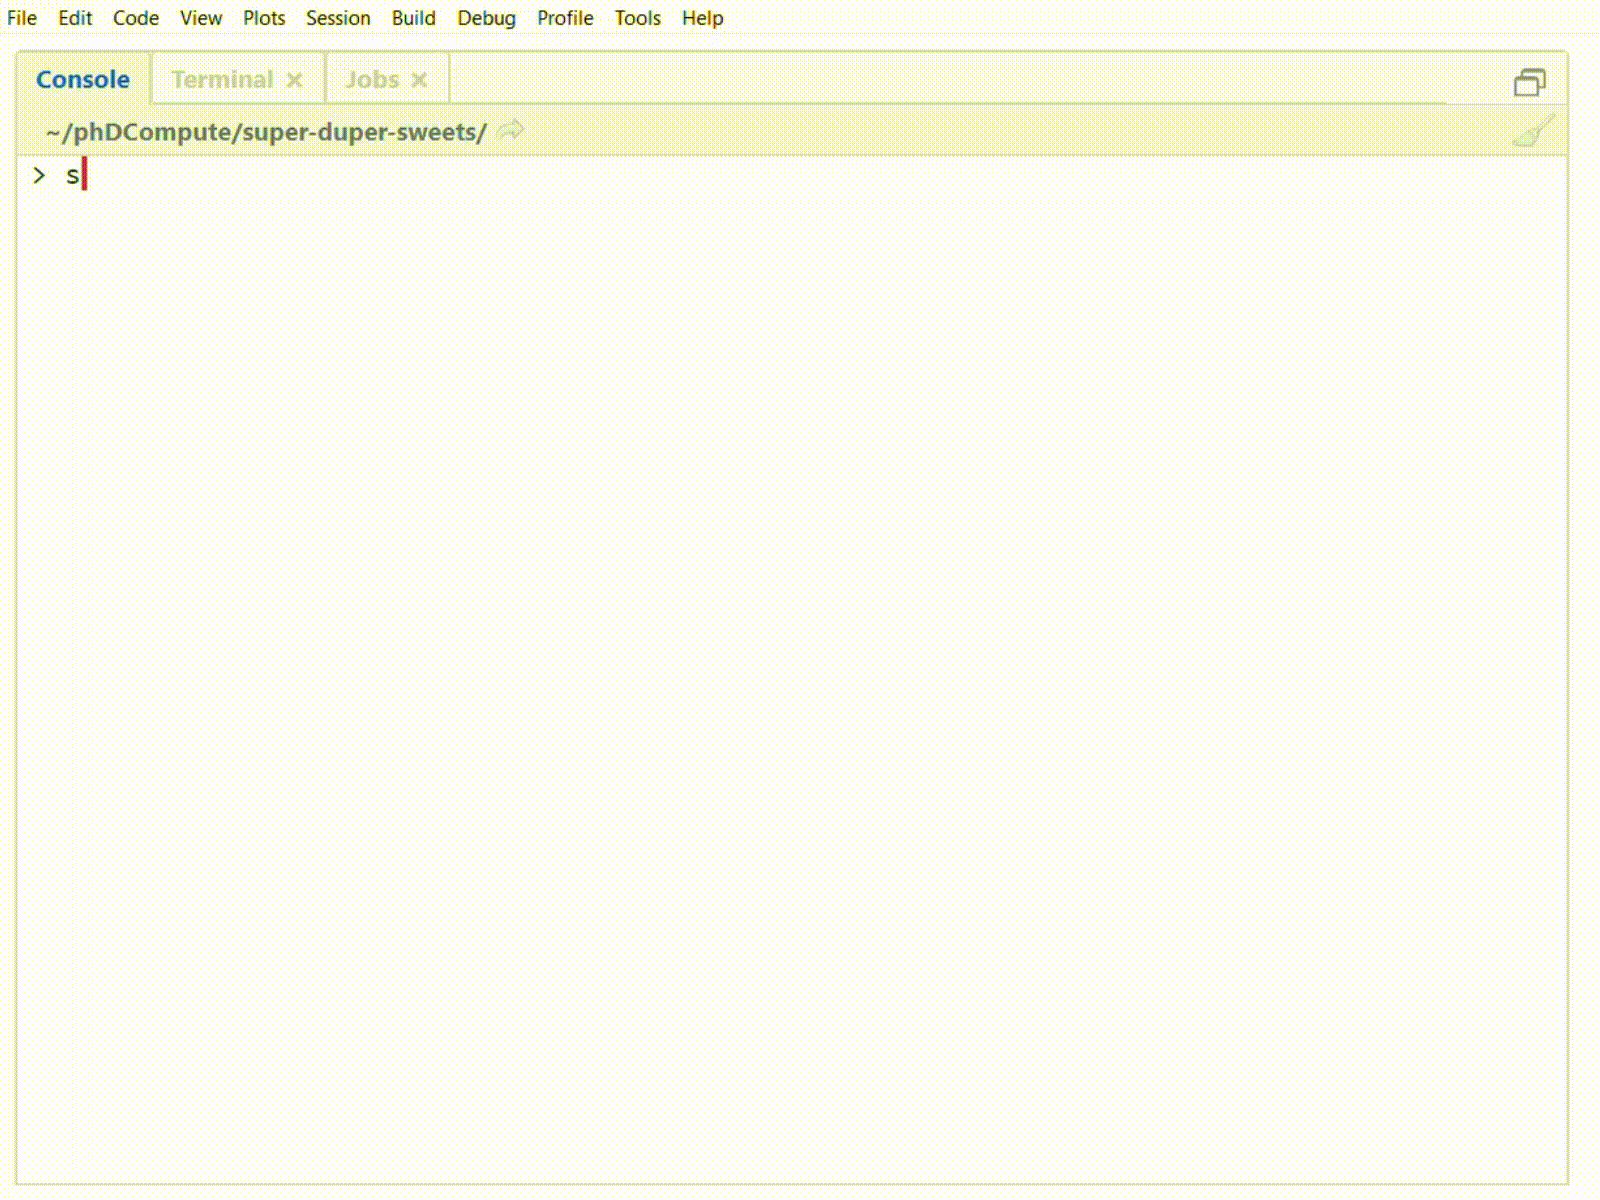 File Edit Code View Plots Session Build Debug Profile Tools Help
Console Terminal Jobs
~/phDCompute/super-duper-sweets/
> s